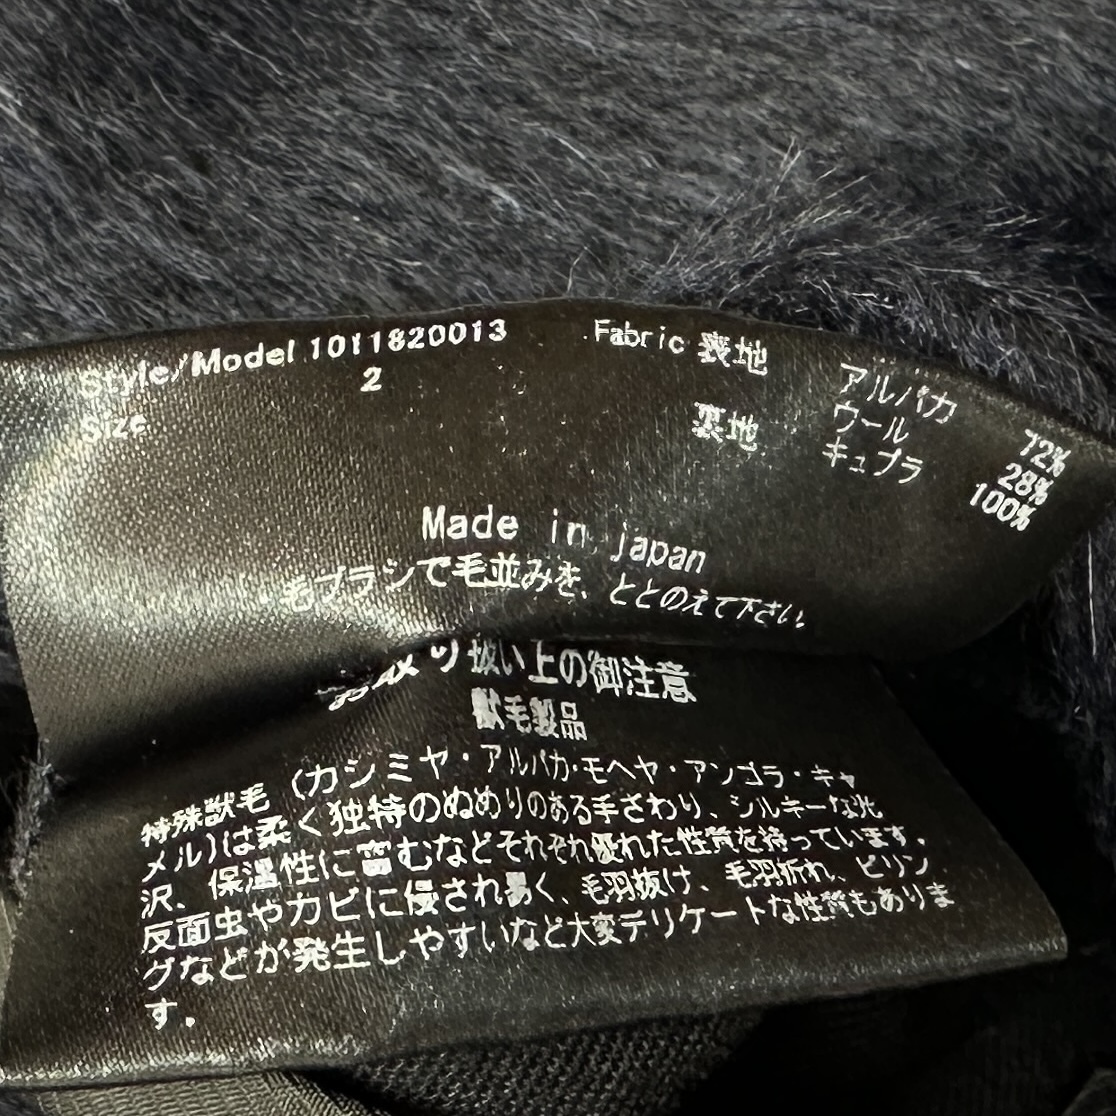 Style/Model 1011820013
Size 2
Fabric 表地 アルパカ 72%
ウール 28%
裏地 キュプラ 100%
Made in japan
毛ブラシで毛並みを、ととのえて下さい
お取り扱い上の御注意
獣毛製品
特殊獣毛（カシミヤ・アルパカ・モヘヤ・アンゴラ・キャ
メル)は柔く独特のぬめりのある手ざわり、シルキーな光
沢、保温性に富むなどそれぞれ優れた性質を持っています。
反面虫やカビに侵され易く、毛羽抜け、毛羽折れ、ピリン
グなどが発生しやすいなど大変デリケートな性質もありま
す。